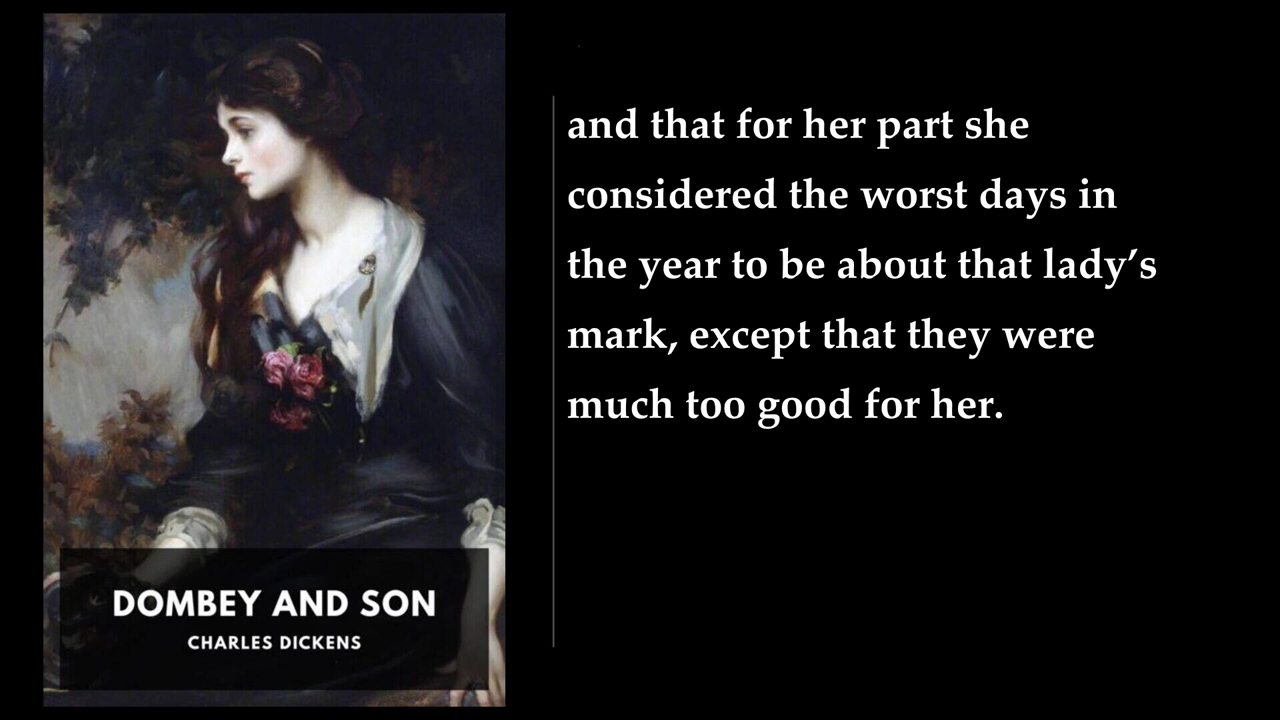 and that for her part she
considered the worst days in
the year to be about that lady’s
mark, except that they were
much too good for her.
DOMBEY AND SON
CHARLES DICKENS